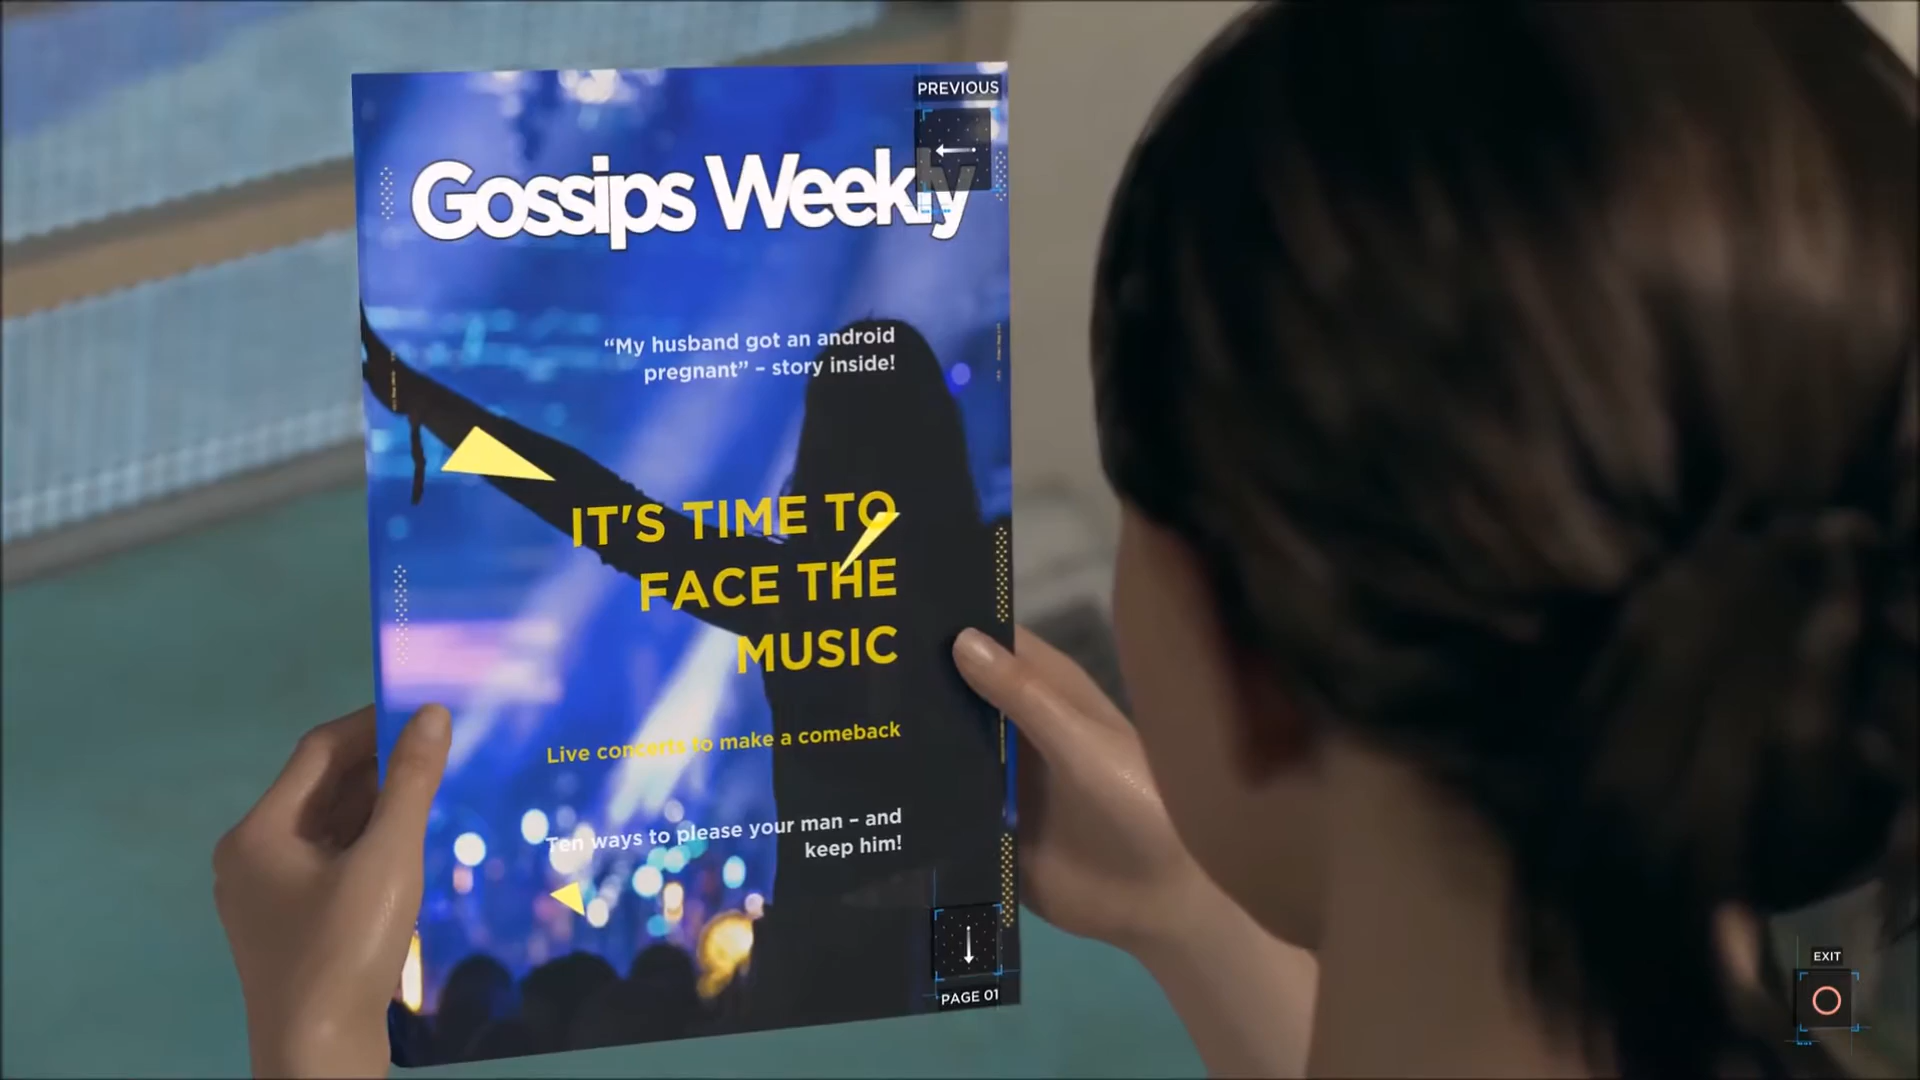 PREVIOUS
Gossips Weekly
“My husband got an android
pregnant” – story inside!
IT'S TIME TO
FACE THE
MUSIC
Live concerts to make a comeback
Ten ways to please your man – and
keep him!
PAGE 01
EXIT